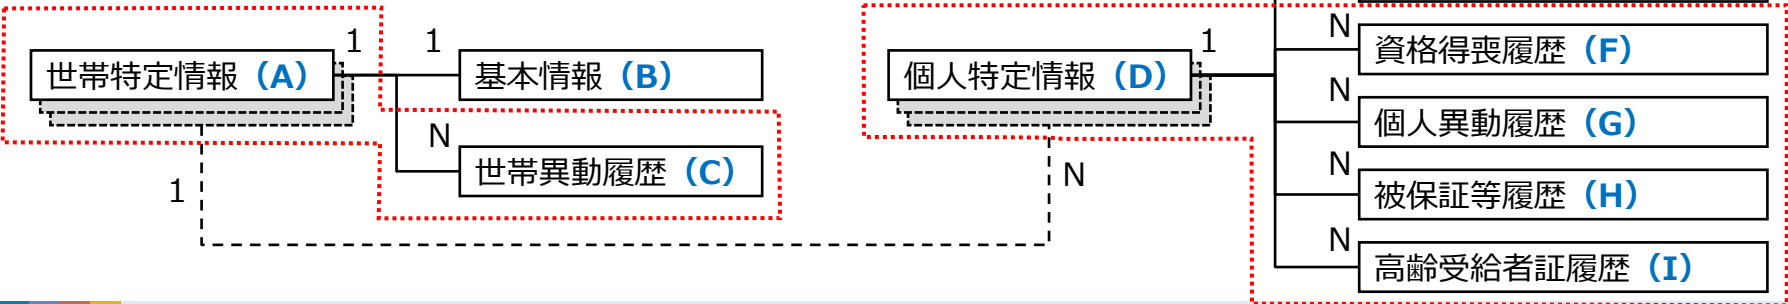 世帯特定情報（A）
1
1
基本情報（B）
N
世帯異動履歴（C）
1
個人特定情報（D）
1
N
N
資格得喪履歴（F）
N
個人異動履歴（G）
N
被保証等履歴（H）
N
高齢受給者証履歴（I）